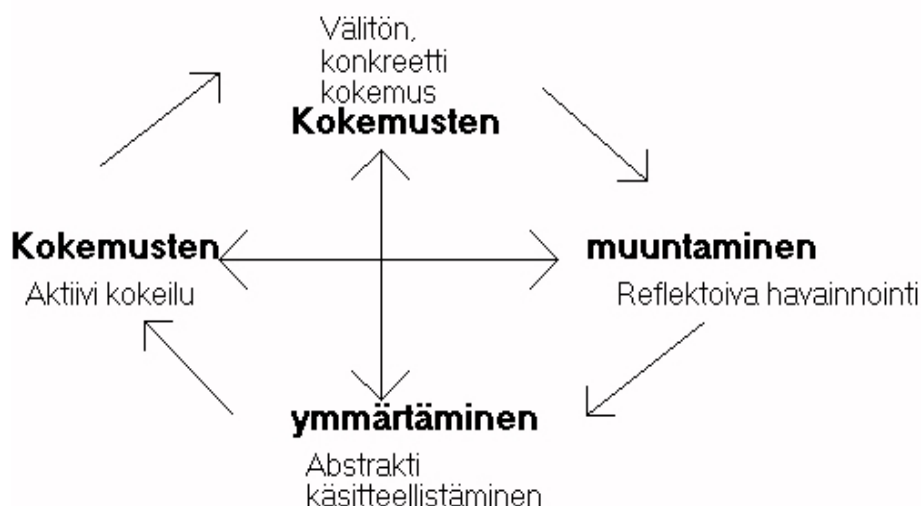 Välitön,
konkreetti
kokemus
Kokemusten
Kokemusten
muuntaminen
Aktiivi kokeilu
Reflektoiva havainnointi
ymmärtäminen
Abstrakti
käsitteellistäminen